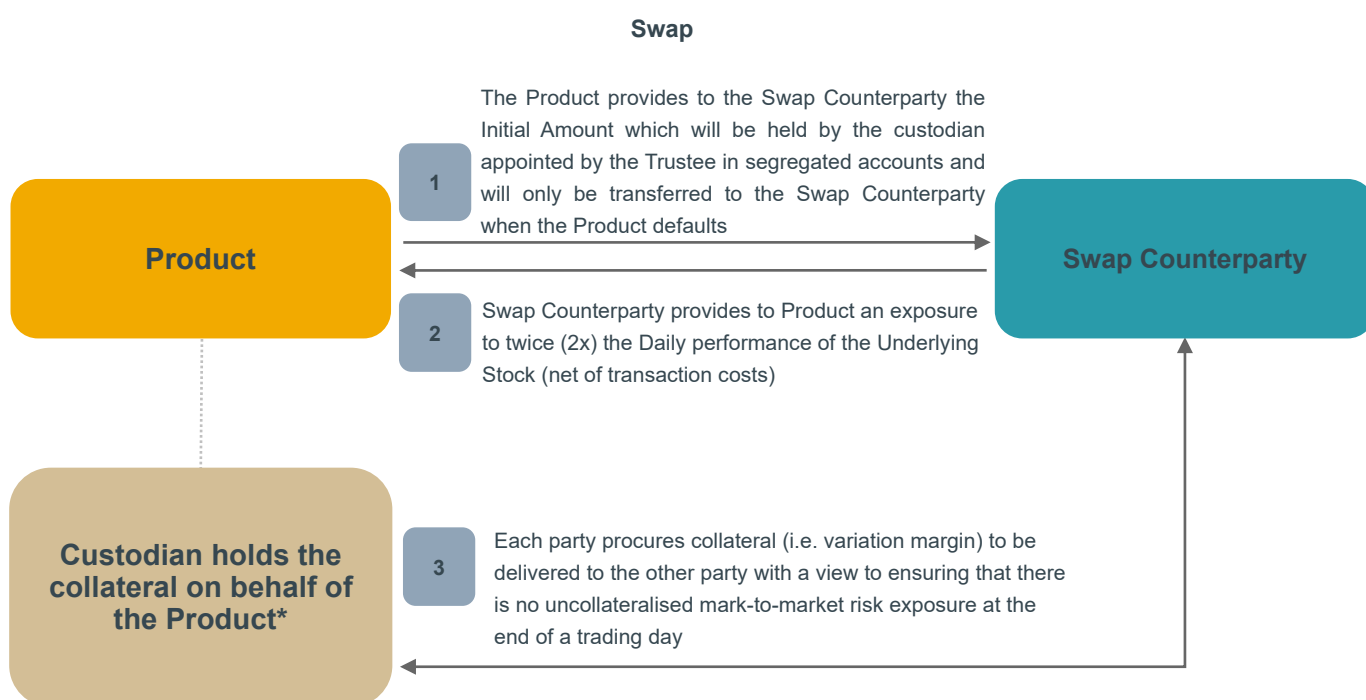 Swap
The Product provides to the Swap Counterparty the
Initial Amount which will be held by the custodian
appointed by the Trustee in segregated accounts and
will only be transferred to the Swap Counterparty
when the Product defaults
1
Product
Swap Counterparty
2
Swap Counterparty provides to Product an exposure
to twice (2x) the Daily performance of the Underlying
Stock (net of transaction costs)
Custodian holds the
collateral on behalf of
the Product*
3
Each party procures collateral (i.e. variation margin) to be
delivered to the other party with a view to ensuring that there
is no uncollateralised mark-to-market risk exposure at the
end of a trading day